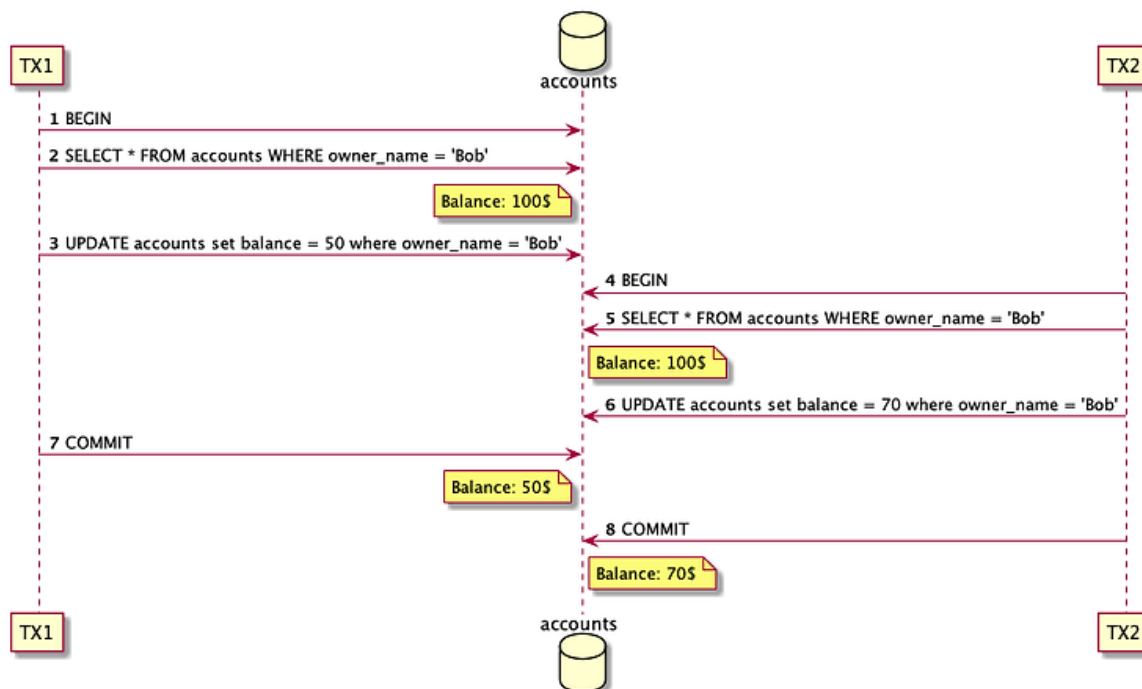 accounts
TX1
TX2
1 BEGIN
2 SELECT * FROM accounts WHERE owner_name = 'Bob'
Balance: 100$
3 UPDATE accounts set balance = 50 where owner_name = 'Bob'
4 BEGIN
5 SELECT * FROM accounts WHERE owner_name = 'Bob'
Balance: 100$
6 UPDATE accounts set balance = 70 where owner_name = 'Bob'
7 COMMIT
Balance: 50$
8 COMMIT
Balance: 70$
TX1
accounts
TX2